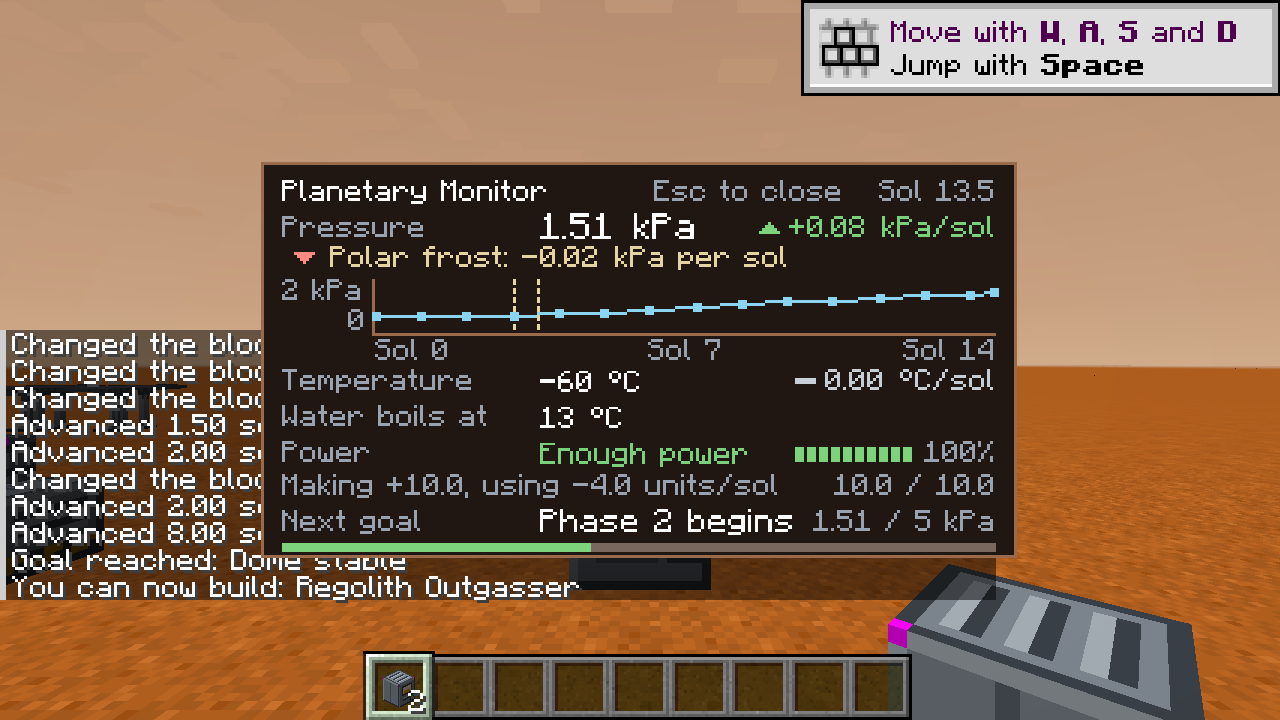 Move with W, A, S and D
Jump with Space
Planetary Monitor Esc to close Sol 13.5
Pressure 1.51 kPa ▲ +0.08 kPa/sol
▼ Polar frost: −0.02 kPa per sol
2 kPa
0
Sol 0 Sol 7 Sol 14
Temperature −60 °C 0.00 °C/sol
Water boils at 13 °C
Power Enough power 100%
Making +10.0, using −4.0 units/sol 10.0 / 10.0
Next goal Phase 2 begins 1.51 / 5 kPa
Changed the
Changed the
Changed the
Advanced 1.50
Advanced 2.00
Changed the
Advanced 2.00
Advanced 8.00
Goal reached: Dome stable
You can now build: Regolith Outgasser
2